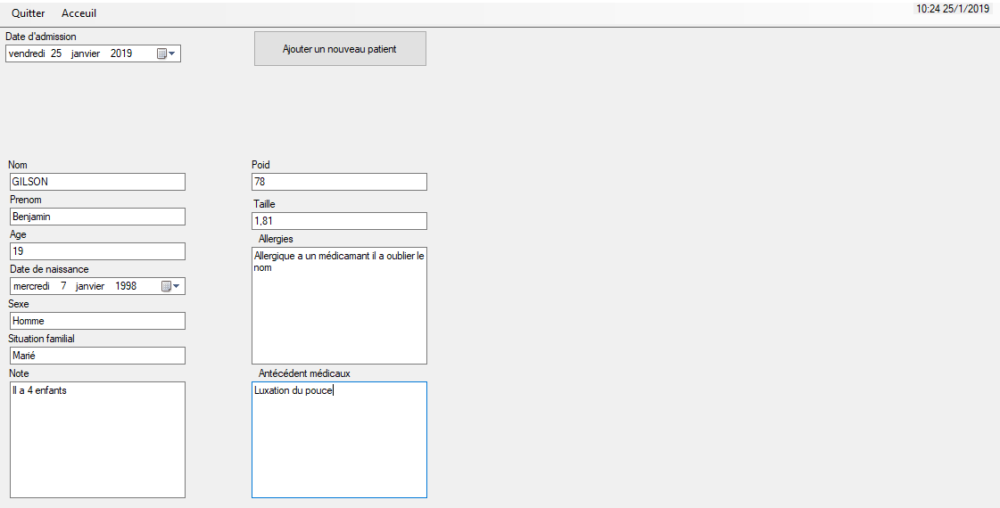 Quitter Acceuil
10:24 25/1/2019
Date d'admission
vendredi 25 janvier 2019
Ajouter un nouveau patient
Nom
GILSON
Prenom
Benjamin
Age
19
Date de naissance
mercredi 7 janvier 1998
Sexe
Homme
Situation familial
Marié
Note
Il a 4 enfants
Poid
78
Taille
1,81
Allergies
Allergique a un médicamant il a oublier le
nom
Antécédent médicaux
Luxation du pouce